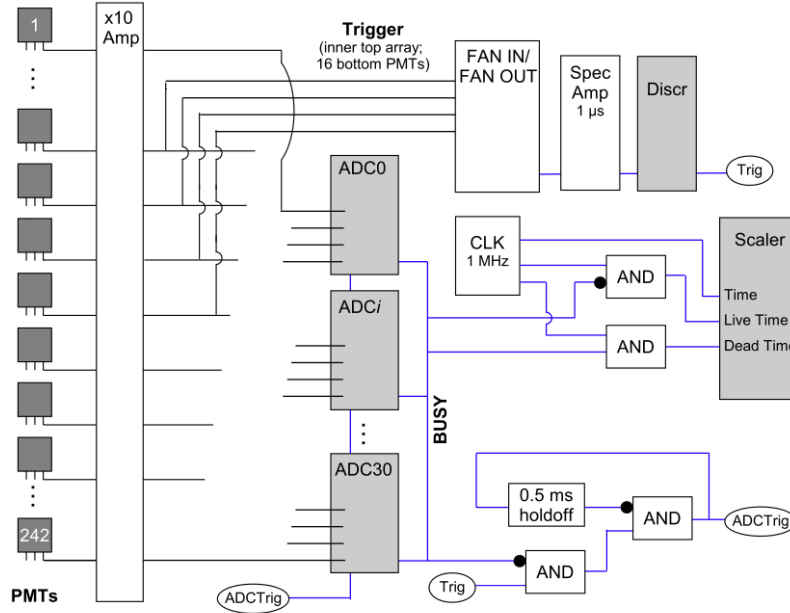 1
x10
Amp
Trigger
(inner top array;
16 bottom PMTs)
FAN IN/
FAN OUT
Spec
Amp
1 µs
Discr
Trig
ADC0
CLK
1 MHz
AND
Scaler
Time
Live Time
Dead Time
ADCi
AND
BUSY
ADC30
0.5 ms
holdoff
AND
ADCTrig
242
AND
PMTs
ADCTrig
Trig